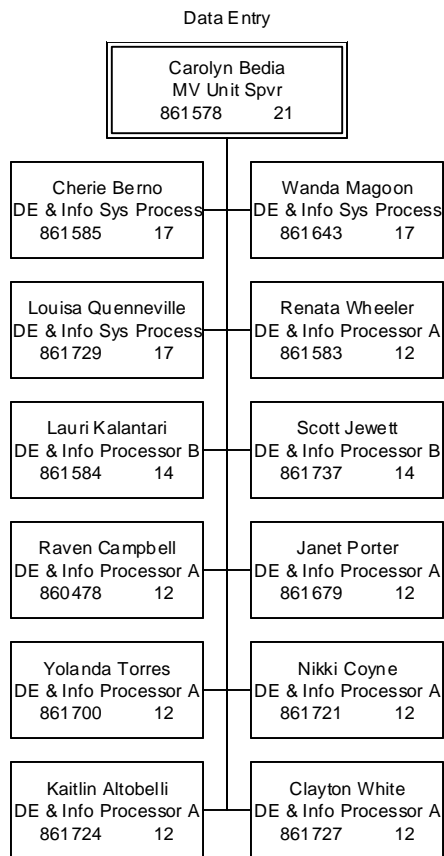 Data Entry
Carolyn Bedia
MV Unit Spvr
861578 21
Cherie Berno
DE & Info Sys Process
861585 17
Wanda Magoon
DE & Info Sys Process
861643 17
Louisa Quenneville
DE & Info Sys Process
861729 17
Renata Wheeler
DE & Info Processor A
861583 12
Lauri Kalantari
DE & Info Processor B
861584 14
Scott Jewett
DE & Info Processor B
861737 14
Raven Campbell
DE & Info Processor A
860478 12
Janet Porter
DE & Info Processor A
861679 12
Yolanda Torres
DE & Info Processor A
861700 12
Nikki Coyne
DE & Info Processor A
861721 12
Kaitlin Altobelli
DE & Info Processor A
861724 12
Clayton White
DE & Info Processor A
861727 12